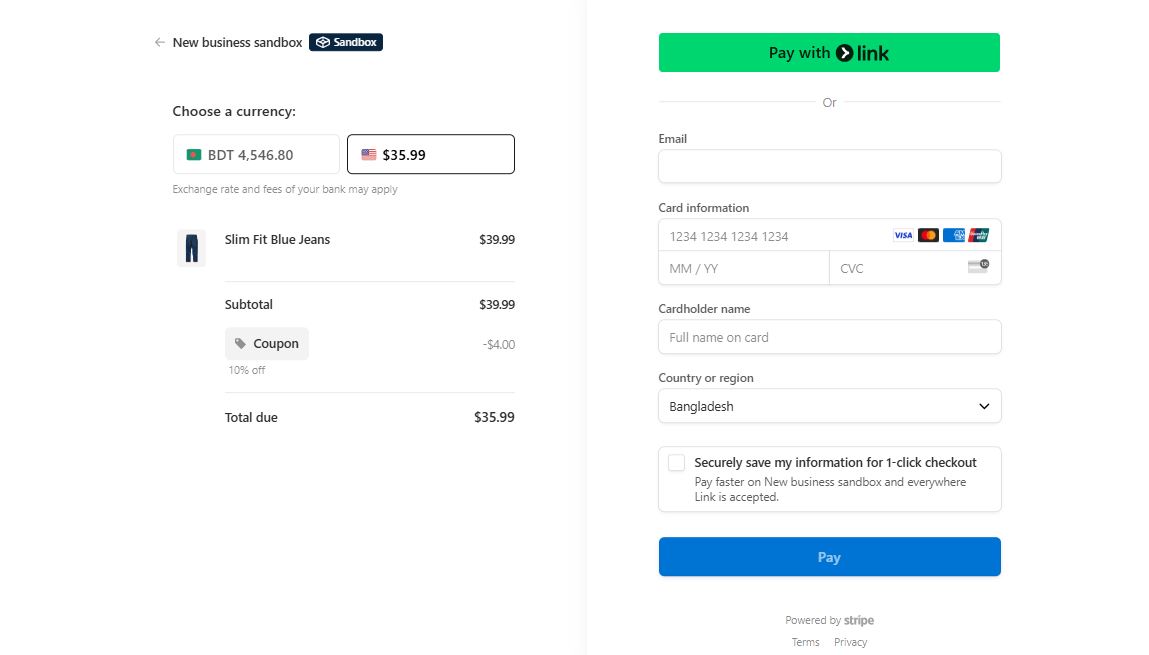 New business sandbox Sandbox
Choose a currency:
BDT 4,546.80 $35.99
Exchange rate and fees of your bank may apply
Slim Fit Blue Jeans $39.99
Subtotal $39.99
Coupon -$4.00
10% off
Total due $35.99
Pay with link
Or
Email
Card information
1234 1234 1234 1234 VISA
MM / YY CVC
Cardholder name
Full name on card
Country or region
Bangladesh
Securely save my information for 1-click checkout
Pay faster on New business sandbox and everywhere
Link is accepted.
Pay
Powered by stripe
Terms Privacy